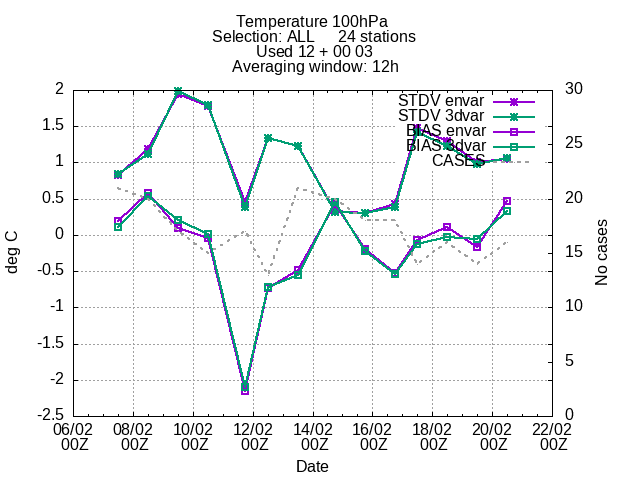 Temperature 100hPa
Selection: ALL 24 stations
Used 12 + 00 03
Averaging window: 12h
STDV envar
STDV 3dvar
BIAS envar
BIAS 3dvar
CASES
2
1.5
1
0.5
0
-0.5
-1
-1.5
-2
-2.5
deg C
30
25
20
15
10
5
0
No cases
06/02 08/02 10/02 12/02 14/02 16/02 18/02 20/02 22/02
00Z 00Z 00Z 00Z 00Z 00Z 00Z 00Z 00Z
Date